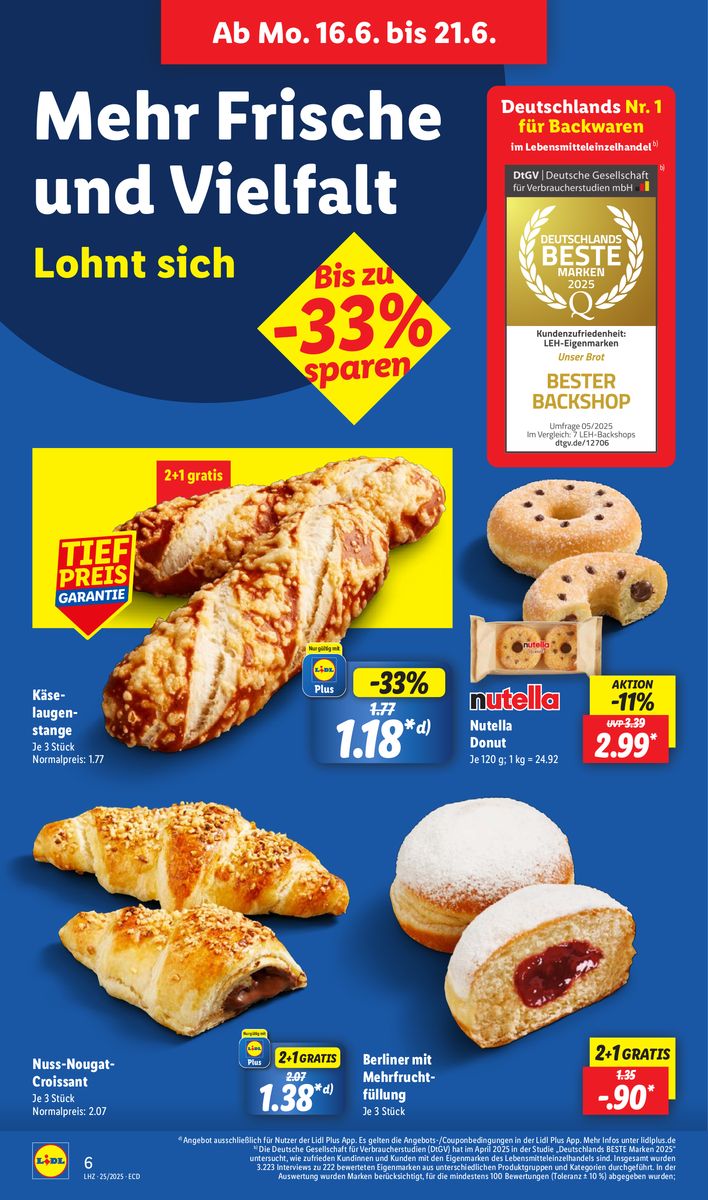 Ab Mo. 16.6. bis 21.6.
Mehr Frische
und Vielfalt
Lohnt sich
Bis zu
-33%
sparen
Deutschlands Nr. 1
für Backwaren
im Lebensmitteleinzelhandel b)
b)
DtGV | Deutsche Gesellschaft
für Verbraucherstudien mbH
DEUTSCHLANDS
BESTE
MARKEN
2025
Q
Kundenzufriedenheit:
LEH-Eigenmarken
Unser Brot
BESTER
BACKSHOP
Umfrage 05/2025
Im Vergleich: 7 LEH-Backshops
dtgv.de/12706
2+1 gratis
TIEF
PREIS
GARANTIE
Käse-
laugen-
stange
Je 3 Stück
Normalpreis: 1.77
Nur gültig mit
LIDL
Plus
-33%
1.77
1.18*d)
nutella
nutella
Nutella
Donut
Je 120 g; 1 kg = 24.92
AKTION
-11%
UVP 3.39
2.99*
Nuss-Nougat-
Croissant
Je 3 Stück
Normalpreis: 2.07
Nur gültig mit
LIDL
Plus
2+1 GRATIS
2.07
1.38*d)
Berliner mit
Mehrfrucht-
füllung
Je 3 Stück
2+1 GRATIS
1.35
-.90*
LIDL
6
LHZ · 25/2025 · ECD
d) Angebot ausschließlich für Nutzer der Lidl Plus App. Es gelten die Angebots-/Couponbedingungen in der Lidl Plus App. Mehr Infos unter lidlplus.de.
b) Die Deutsche Gesellschaft für Verbraucherstudien (DtGV) hat im April 2025 in der Studie „Deutschlands BESTE Marken 2025"
untersucht, wie zufrieden Kundinnen und Kunden mit den Eigenmarken des Lebensmitteleinzelhandels sind. Insgesamt wurden
3.223 Interviews zu 222 bewerteten Eigenmarken aus unterschiedlichen Produktgruppen und Kategorien durchgeführt. In der
Auswertung wurden Marken berücksichtigt, für die mindestens 100 Bewertungen (Toleranz ± 10 %) abgegeben wurden;